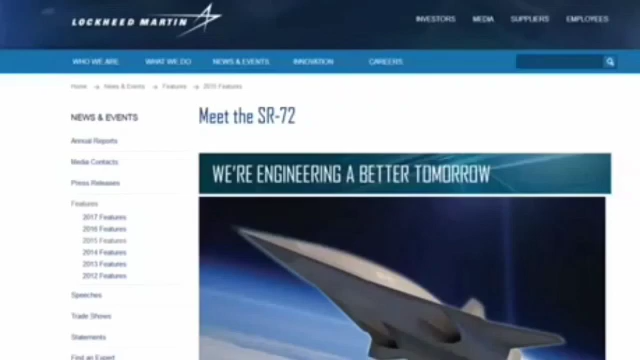 LOCKHEED MARTIN
INVESTORS MEDIA SUPPLIERS EMPLOYEES
WHO WE ARE WHAT WE DO NEWS & EVENTS INNOVATION CAREERS
Home News & Events Features 2015 Features
NEWS & EVENTS
Meet the SR-72
Annual Reports
Media Contacts
WE'RE ENGINEERING A BETTER TOMORROW
Press Releases
Features
2017 Features
2016 Features
2015 Features
2014 Features
2013 Features
2012 Features
Speeches
Trade Shows
Statements
Find an Expert